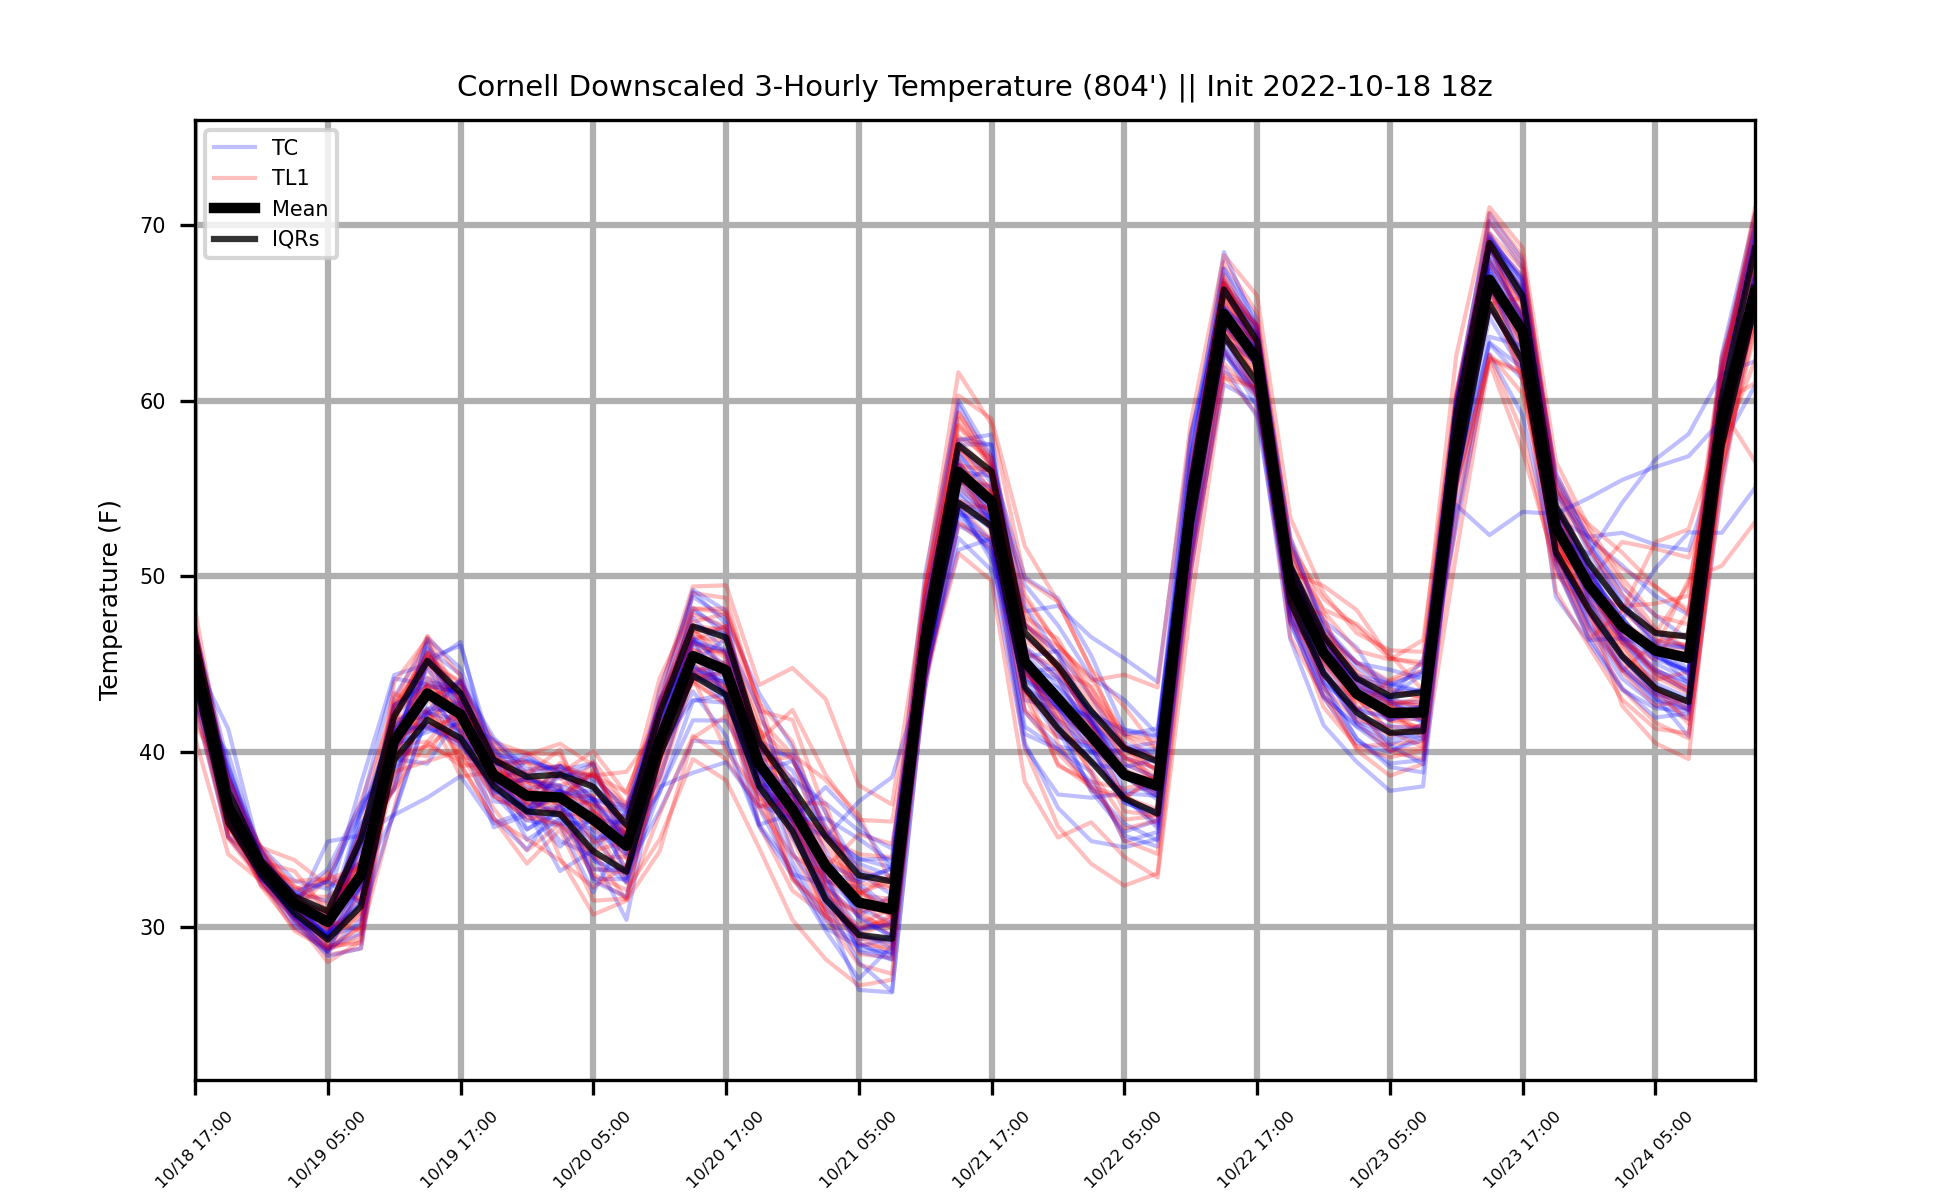 Cornell Downscaled 3-Hourly Temperature (804') || Init 2022-10-18 18z
TC
TL1
Mean
IQRs
Temperature (F)
70
60
50
40
30
10/18 17:00
10/19 05:00
10/19 17:00
10/20 05:00
10/20 17:00
10/21 05:00
10/21 17:00
10/22 05:00
10/22 17:00
10/23 05:00
10/23 17:00
10/24 05:00